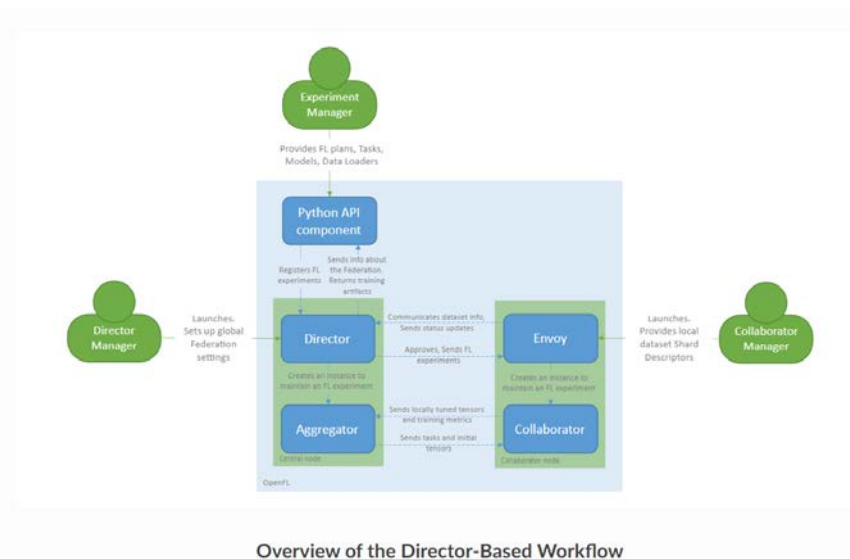 Experiment
Manager
Provides FL plans, Tasks,
Models, Data Loaders
Python API
component
Registers FL
experiments
Sends info about
the Federation.
Returns training
artifacts
Director
Manager
Launches.
Sets up global
Federation
settings
Director
Communicates dataset info,
Sends status updates
Approves, Sends FL
experiments
Envoy
Launches.
Provides local
dataset Shard
Descriptors
Collaborator
Manager
Creates an instance to
maintain an FL experiment
Creates an instance to
maintain an FL experiment
Aggregator
Sends locally tuned tensors
and training metrics
Sends tasks and initial
tensors
Collaborator
Central node
Collaborator node
OpenFL
Overview of the Director-Based Workflow